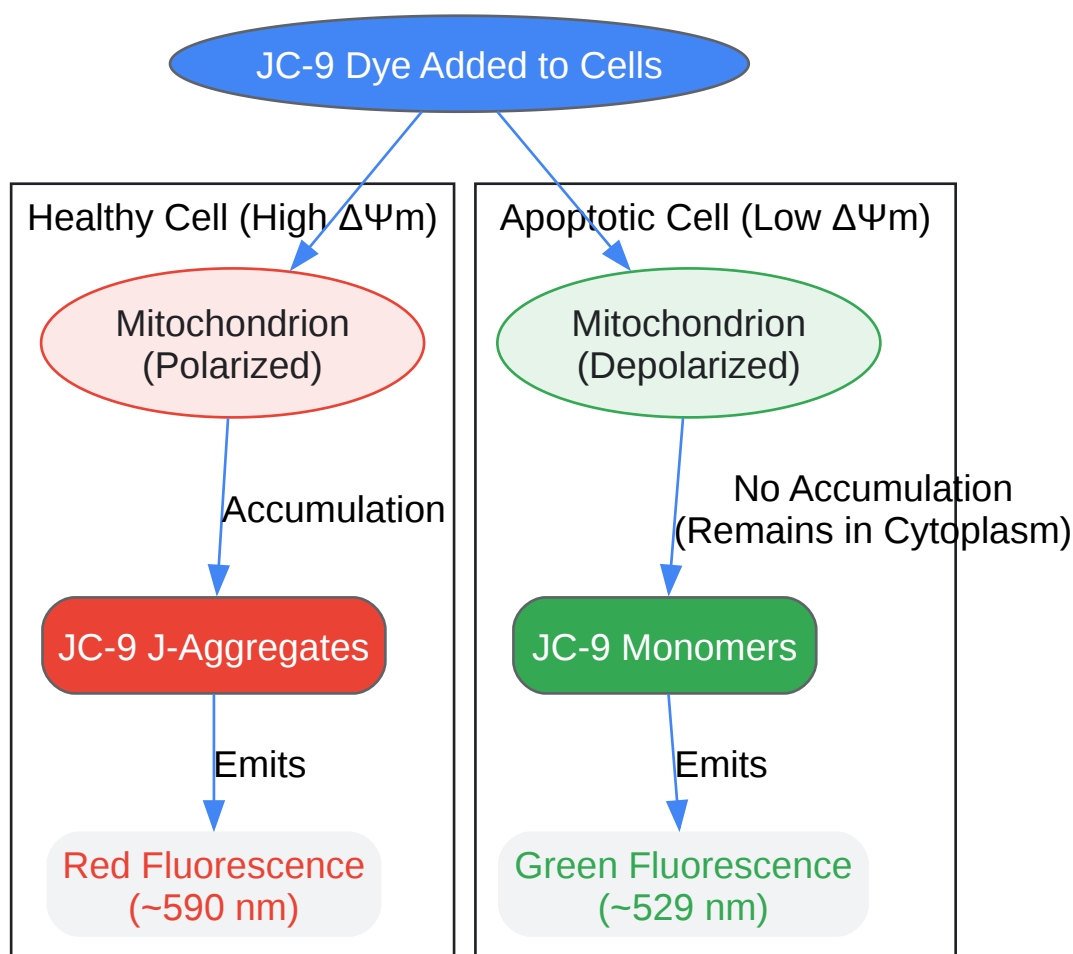 JC-9 Dye Added to Cells
Healthy Cell (High ΔΨm)
Mitochondrion
(Polarized)
Accumulation
JC-9 J-Aggregates
Emits
Red Fluorescence
(~590 nm)
Apoptotic Cell (Low ΔΨm)
Mitochondrion
(Depolarized)
No Accumulation
(Remains in Cytoplasm)
JC-9 Monomers
Emits
Green Fluorescence
(~529 nm)